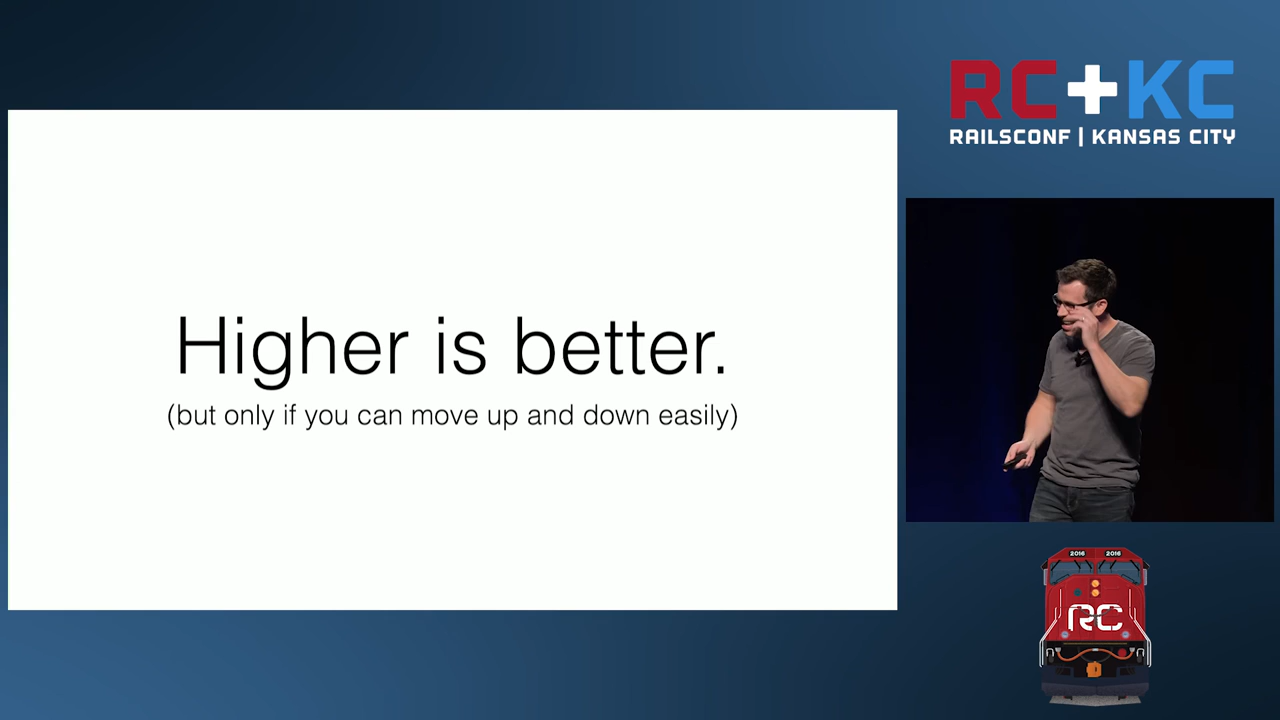 RC+KC
RAILSCONF | KANSAS CITY
Higher is better.
(but only if you can move up and down easily)
2016 2016
RC